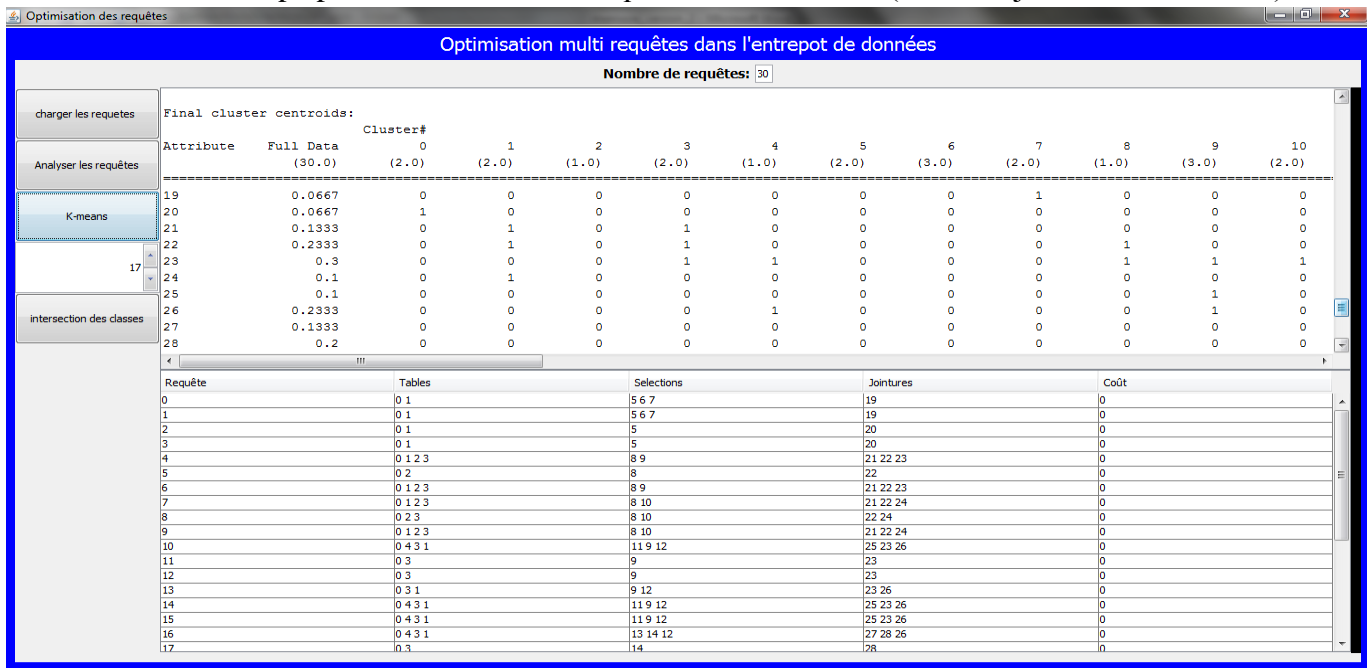 Optimisation des requêtes
Optimisation multi requêtes dans l'entrepot de données
Nombre de requêtes: 30
charger les requetes
Analyser les requêtes
K-means
17
intersection des classes
Final cluster centroids:
Cluster#
Attribute Full Data 0 1 2 3 4 5 6 7 8 9 10
(30.0) (2.0) (2.0) (1.0) (2.0) (1.0) (2.0) (3.0) (2.0) (1.0) (3.0) (2.0)
19 0.0667 0 0 0 0 0 0 0 1 0 0 0
20 0.0667 1 0 0 0 0 0 0 0 0 0 0
21 0.1333 0 1 0 1 0 0 0 0 0 0 0
22 0.2333 0 1 0 1 0 0 0 0 1 0 0
23 0.3 0 0 0 1 1 0 0 0 1 1 1
24 0.1 0 1 0 0 0 0 0 0 0 0 0
25 0.1 0 0 0 0 0 0 0 0 0 1 0
26 0.2333 0 0 0 0 1 0 0 0 0 1 0
27 0.1333 0 0 0 0 0 0 0 0 0 0 0
28 0.2 0 0 0 0 0 0 0 0 0 0 0
Requête Tables Selections Jointures Coût
0 0 1 5 6 7 19 0
1 0 1 5 6 7 19 0
2 0 1 5 20 0
3 0 1 5 20 0
4 0 1 2 3 8 9 21 22 23 0
5 0 2 8 22 0
6 0 1 2 3 8 9 21 22 23 0
7 0 1 2 3 8 10 21 22 24 0
8 0 2 3 8 10 22 24 0
9 0 1 2 3 8 10 21 22 24 0
10 0 4 3 1 11 9 12 25 23 26 0
11 0 3 9 23 0
12 0 3 9 23 0
13 0 3 1 9 12 23 26 0
14 0 4 3 1 11 9 12 25 23 26 0
15 0 4 3 1 11 9 12 25 23 26 0
16 0 4 3 1 13 14 12 27 28 26 0
17 0 3 14 28 0